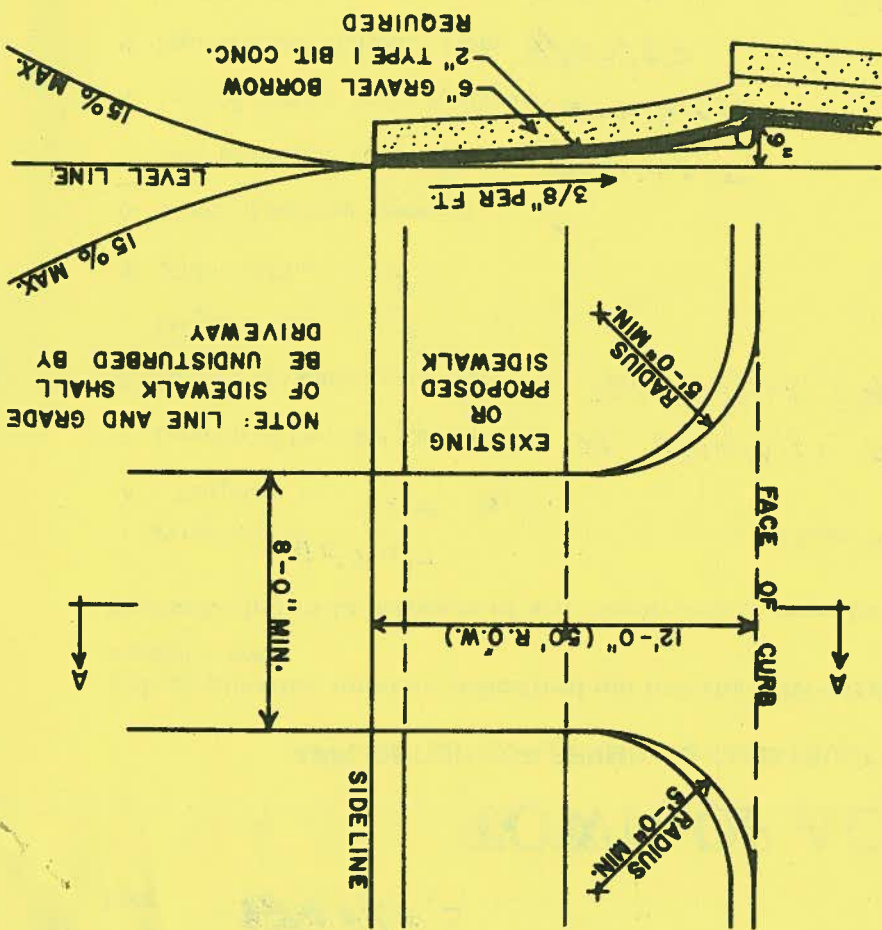 RADIUS
5'-0" MIN.
SIDELINE
A
A
FACE OF CURB
12'-0" (50' R.O.W.)
8'-0" MIN.
RADIUS
5'-0" MIN.
EXISTING
OR
PROPOSED
SIDEWALK
NOTE: LINE AND GRADE
OF SIDEWALK SHALL
BE UNDISTURBED BY
DRIVEWAY
3/8" PER FT.
15% MAX.
LEVEL LINE
15% MAX.
6" GRAVEL BORROW
2" TYPE I BIT. CONC.
REQUIRED